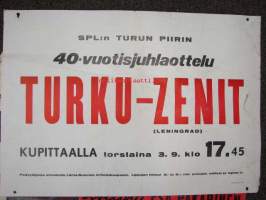 SPL:n TURUN PIIRIN
40-vuotisjuhlaottelu
TURKU-ZENIT
(LENINGRAD)
KUPITTAALLA torstaina 3.9. klo 17.45